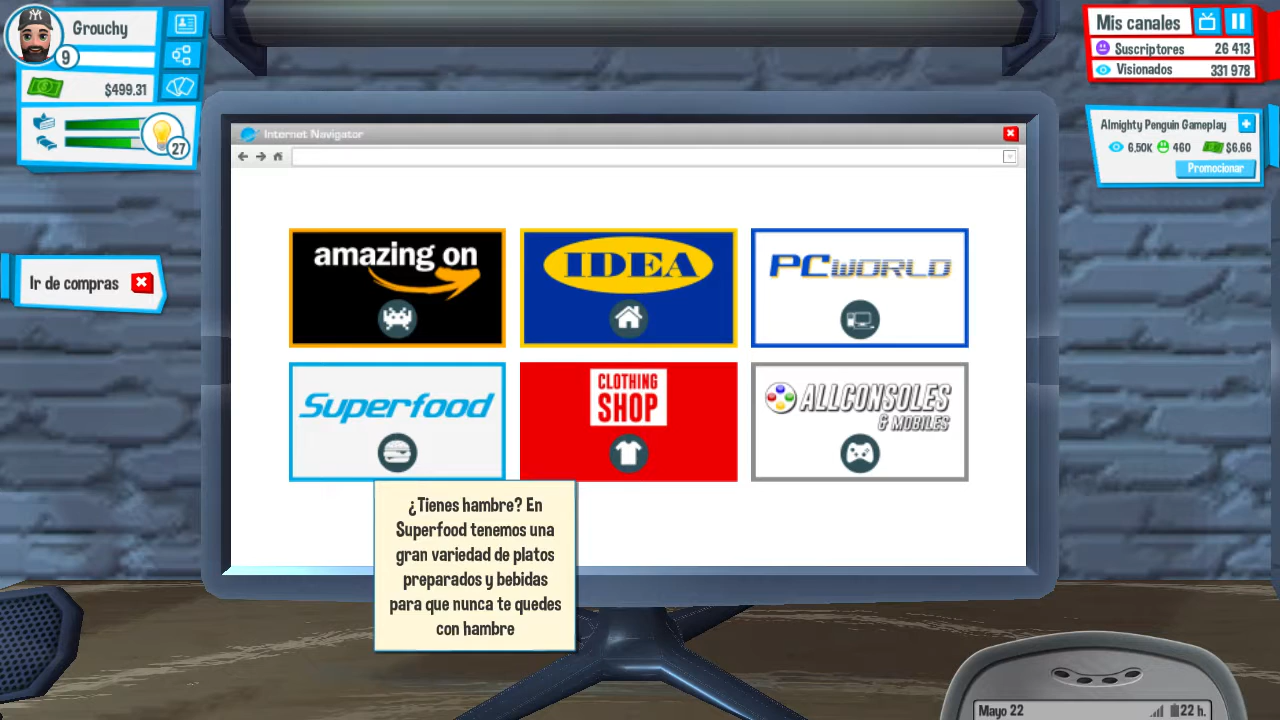 Grouchy
9
$499.31
27
Mis canales
Suscriptores 26 413
Visionados 331 978
Almighty Penguin Gameplay
6,50K 460 $6,66
Promocionar
Internet Navigator
Ir de compras
amazing on
IDEA
PCWORLD
Superfood
CLOTHING
SHOP
ALLCONSOLES
& MOBILES
¿Tienes hambre? En
Superfood tenemos una
gran variedad de platos
preparados y bebidas
para que nunca te quedes
con hambre
Mayo 22
22 h.